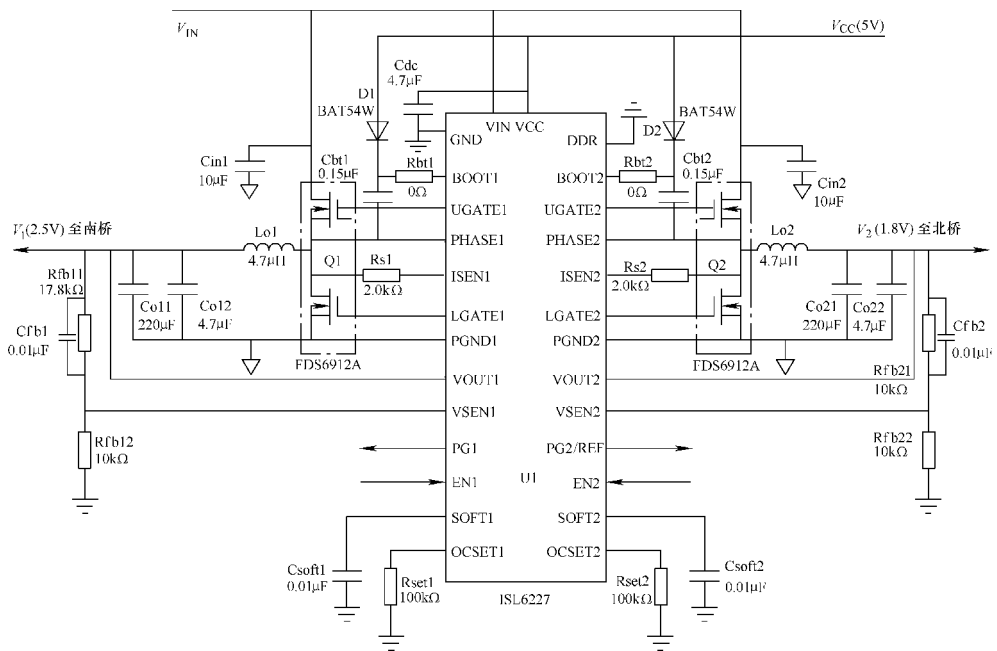 VIN
VCC(5V)
Cdc
4.7μF
D1
BAT54W
VIN VCC
GND
DDR
D2
BAT54W
Cin1
10μF
Cbt1
0.15μF
Rbt1
0Ω
BOOT1
BOOT2
Rbt2
0Ω
Cbt2
0.15μF
Cin2
10μF
UGATE1
UGATE2
V1(2.5V)至南桥
Lo1
4.7μH
PHASE1
PHASE2
Lo2
4.7μH
V2(1.8V)至北桥
Q1
Rs1
2.0kΩ
ISEN1
ISEN2
Rs2
2.0kΩ
Q2
Rfb11
17.8kΩ
Co11
220μF
Co12
4.7μF
LGATE1
LGATE2
Co21
220μF
Co22
4.7μF
Cfb1
0.01μF
Cfb2
0.01μF
FDS6912A
PGND1
PGND2
FDS6912A
VOUT1
VOUT2
Rfb21
10kΩ
VSEN1
VSEN2
Rfb12
10kΩ
PG1
PG2/REF
Rfb22
10kΩ
EN1
U1
EN2
SOFT1
SOFT2
OCSET1
OCSET2
Csoft1
0.01μF
Rset1
100kΩ
ISL6227
Rset2
100kΩ
Csoft2
0.01μF